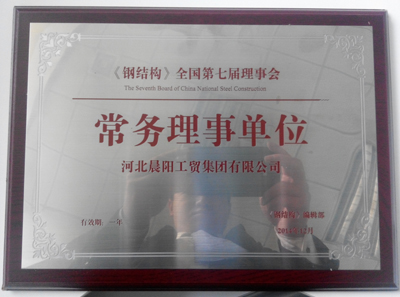 《钢结构》全国第七届理事会
The Seventh Board of China National Steel Construction
常务理事单位
河北晨阳工贸集团有限公司
有效期: 一年
《钢结构》编辑部
月